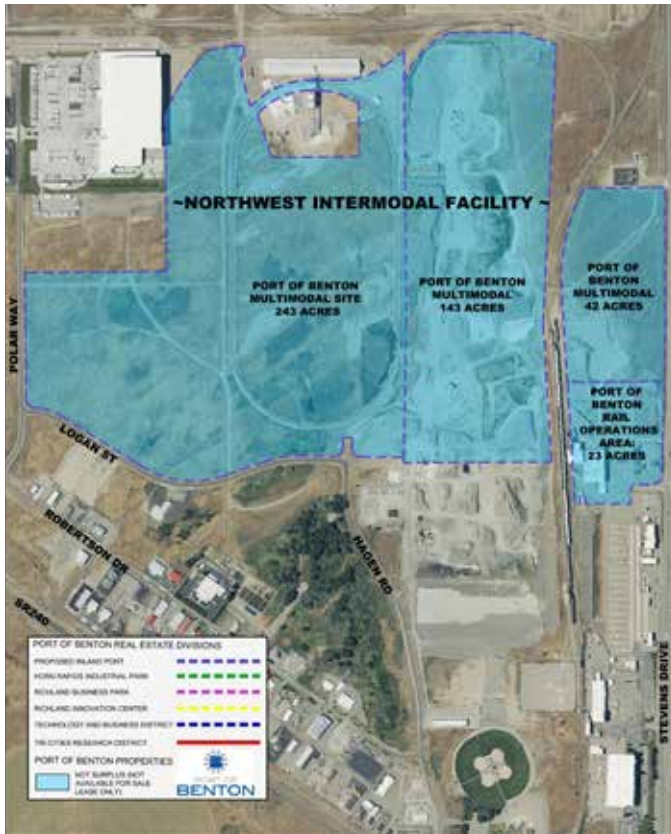 ~NORTHWEST INTERMODAL FACILITY ~
PORT OF BENTON
MULTIMODAL SITE
243 ACRES
PORT OF BENTON
MULTIMODAL
143 ACRES
PORT OF
BENTON
MULTIMODAL
42 ACRES
PORT OF
BENTON
RAIL
OPERATIONS
AREA:
23 ACRES
POLAR WAY
LOGAN ST
ROBERTSON DR
SR240
HAGEN RD
STEVENS DRIVE
PORT OF BENTON REAL ESTATE DIVISIONS
PROPOSED INLAND PORT
HORN RAPIDS INDUSTRIAL PARK
RICHLAND BUSINESS PARK
RICHLAND INNOVATION CENTER
TECHNOLOGY AND BUSINESS DISTRICT
TRI-CITIES RESEARCH DISTRICT
PORT OF BENTON PROPERTIES
NOT SURPLUS (NOT
AVAILABLE FOR SALE
LEASE ONLY)
PORT OF
BENTON